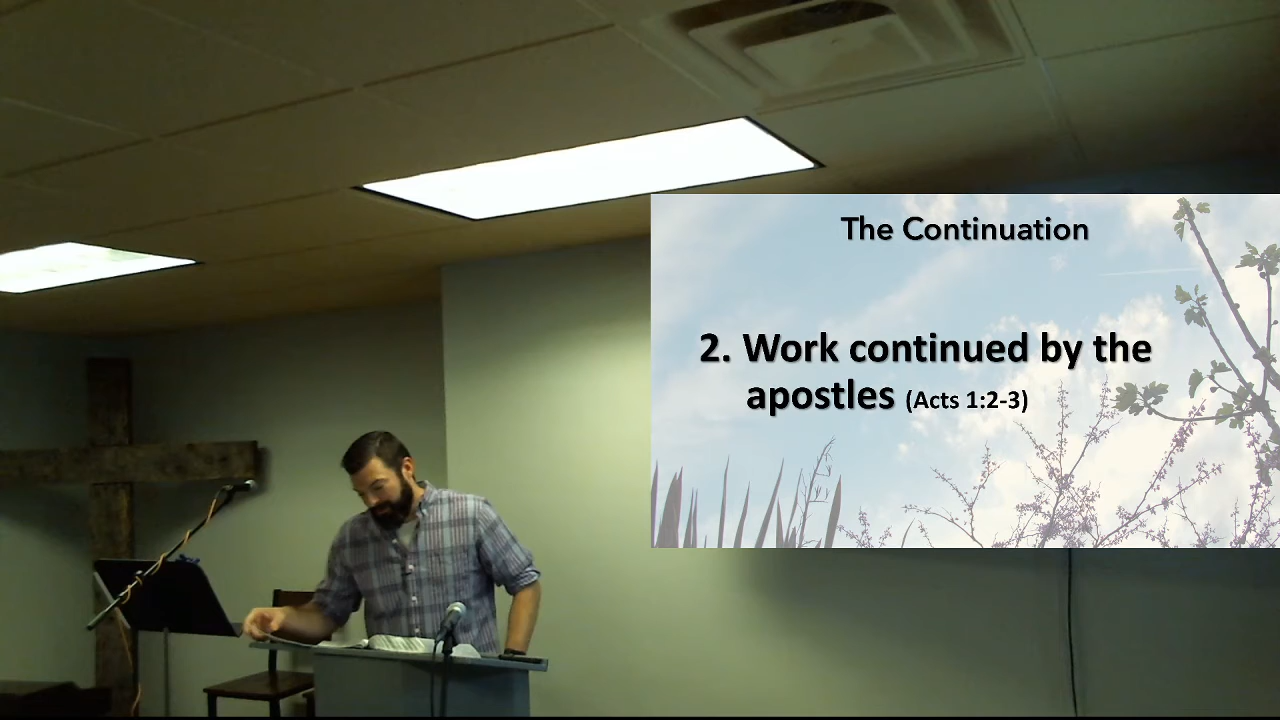 The Continuation
2. Work continued by the
apostles (Acts 1:2-3)